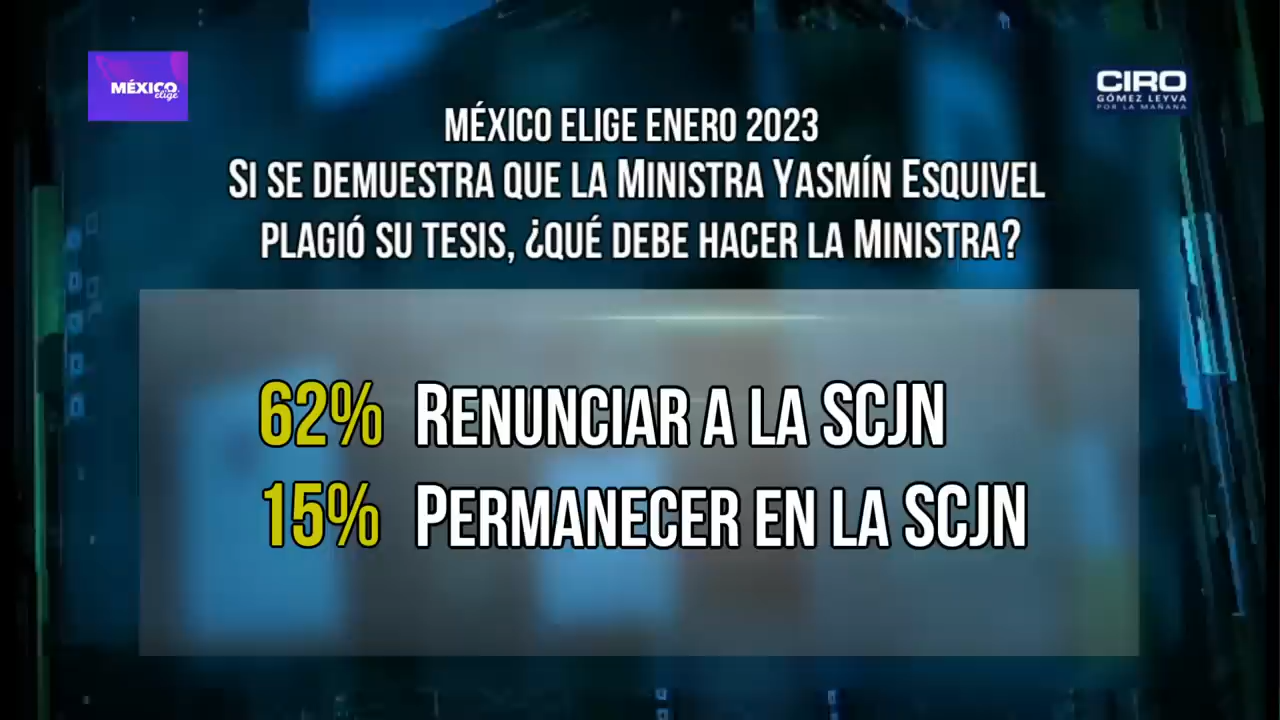 MÉXICO
elige
CIRO
GÓMEZ LEYVA
POR LA MAÑANA
MÉXICO ELIGE ENERO 2023
SI SE DEMUESTRA QUE LA MINISTRA YASMÍN ESQUIVEL
PLAGIÓ SU TESIS, ¿QUÉ DEBE HACER LA MINISTRA?
62% RENUNCIAR A LA SCJN
15% PERMANECER EN LA SCJN